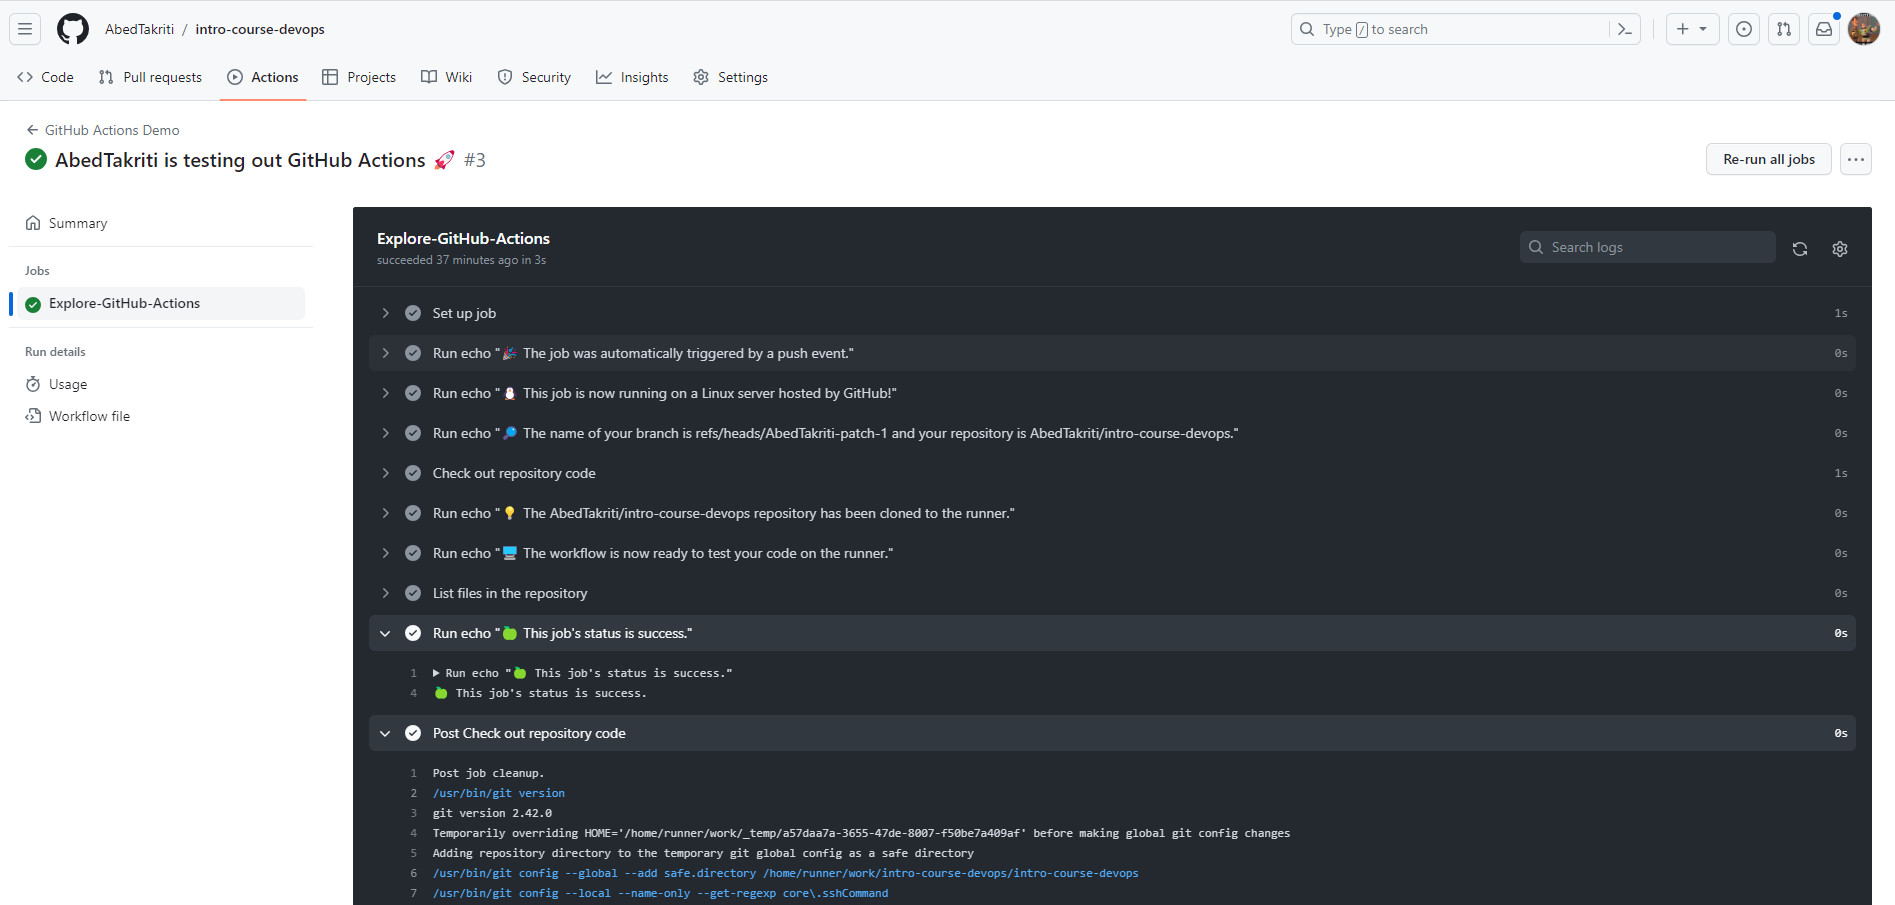 AbedTakriti / intro-course-devops
Type / to search
Code Pull requests Actions Projects Wiki Security Insights Settings
GitHub Actions Demo
AbedTakriti is testing out GitHub Actions 🚀 #3
Re-run all jobs
Summary
Jobs
Explore-GitHub-Actions
Run details
Usage
Workflow file
Explore-GitHub-Actions
succeeded 37 minutes ago in 3s
Search logs
Set up job 1s
Run echo "🎉 The job was automatically triggered by a push event." 0s
Run echo "🐧 This job is now running on a Linux server hosted by GitHub!" 0s
Run echo "🔎 The name of your branch is refs/heads/AbedTakriti-patch-1 and your repository is AbedTakriti/intro-course-devops." 0s
Check out repository code 1s
Run echo "💡 The AbedTakriti/intro-course-devops repository has been cloned to the runner." 0s
Run echo "🖥️ The workflow is now ready to test your code on the runner." 0s
List files in the repository 0s
Run echo "🍏 This job's status is success." 0s
1 ▶ Run echo "🍏 This job's status is success."
4 🍏 This job's status is success.
Post Check out repository code 0s
1 Post job cleanup.
2 /usr/bin/git version
3 git version 2.42.0
4 Temporarily overriding HOME='/home/runner/work/_temp/a57daa7a-3655-47de-8007-f50be7a409af' before making global git config changes
5 Adding repository directory to the temporary git global config as a safe directory
6 /usr/bin/git config --global --add safe.directory /home/runner/work/intro-course-devops/intro-course-devops
7 /usr/bin/git config --local --name-only --get-regexp core\.sshCommand